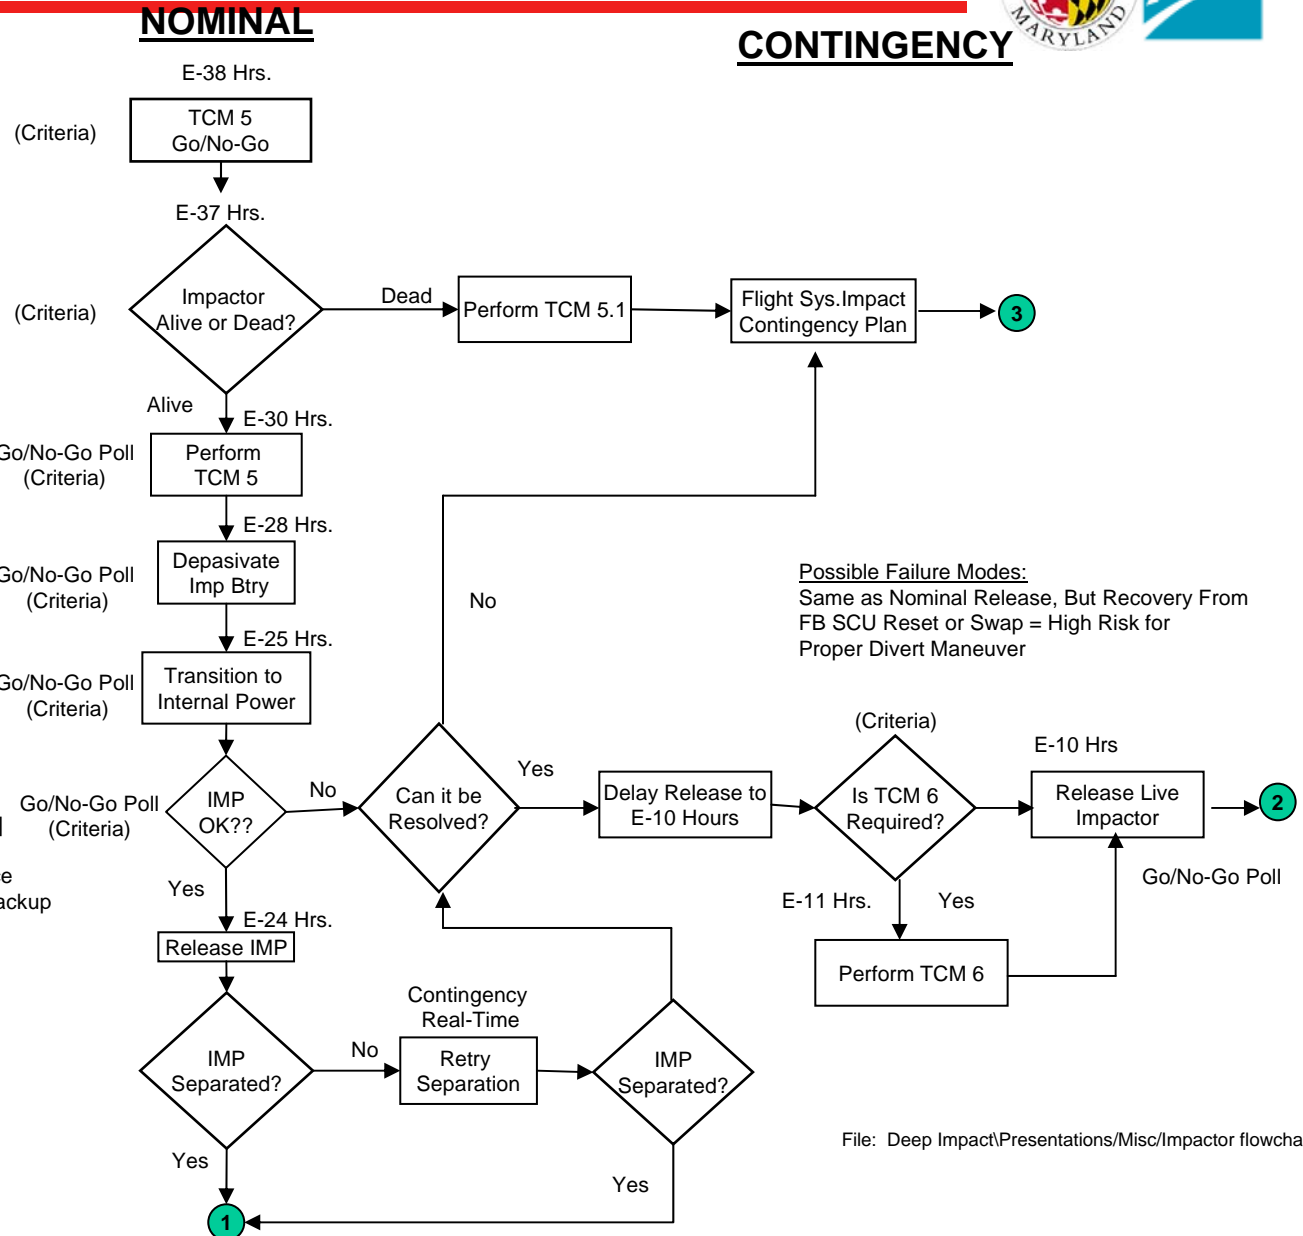 NOMINAL
CONTINGENCY
MARYLAND
E-38 Hrs.
(Criteria)
TCM 5
Go/No-Go
E-37 Hrs.
(Criteria)
Impactor
Alive or Dead?
Dead
Perform TCM 5.1
Flight Sys.Impact
Contingency Plan
3
Alive
E-30 Hrs.
Go/No-Go Poll
(Criteria)
Perform
TCM 5
E-28 Hrs.
Go/No-Go Poll
(Criteria)
Depasivate
Imp Btry
No
Possible Failure Modes:
Same as Nominal Release, But Recovery From
FB SCU Reset or Swap = High Risk for
Proper Divert Maneuver
E-25 Hrs.
Go/No-Go Poll
(Criteria)
Transition to
Internal Power
Go/No-Go Poll
(Criteria)
IMP
OK??
No
Can it be
Resolved?
Yes
Delay Release to
E-10 Hours
(Criteria)
Is TCM 6
Required?
E-10 Hrs
Release Live
Impactor
2
Go/No-Go Poll
ce
ackup
Yes
E-24 Hrs.
Release IMP
E-11 Hrs.
Yes
Perform TCM 6
IMP
Separated?
No
Contingency
Real-Time
Retry
Separation
IMP
Separated?
Yes
Yes
1
File: Deep Impact\Presentations/Misc/Impactor flowcha